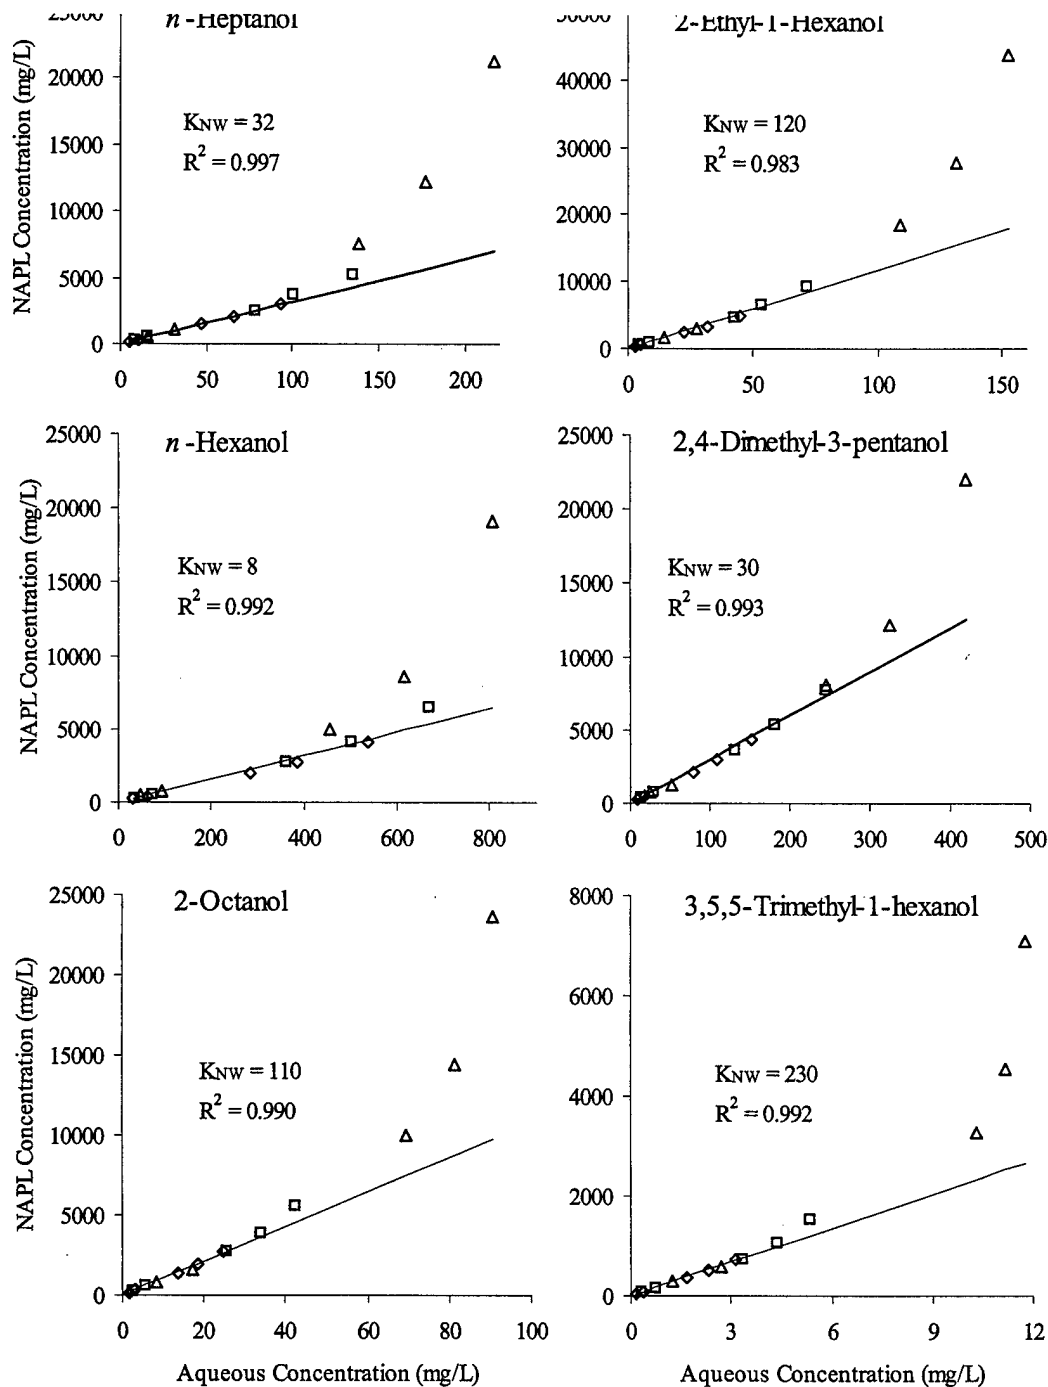 25000
n-Heptanol
20000
KNW = 32
15000
R² = 0.997
10000
5000
0
0 50 100 150 200
NAPL Concentration (mg/L)
50000
2-Ethyl-1-Hexanol
40000
KNW = 120
30000
R² = 0.983
20000
10000
0
0 50 100 150
25000
n-Hexanol
20000
KNW = 8
15000
R² = 0.992
10000
5000
0
0 200 400 600 800
NAPL Concentration (mg/L)
25000
2,4-Dimethyl-3-pentanol
20000
KNW = 30
15000
R² = 0.993
10000
5000
0
0 100 200 300 400 500
25000
2-Octanol
20000
15000
KNW = 110
R² = 0.990
10000
5000
0
0 20 40 60 80 100
NAPL Concentration (mg/L)
Aqueous Concentration (mg/L)
8000
3,5,5-Trimethyl-1-hexanol
6000
KNW = 230
4000
R² = 0.992
2000
0
0 3 6 9 12
Aqueous Concentration (mg/L)